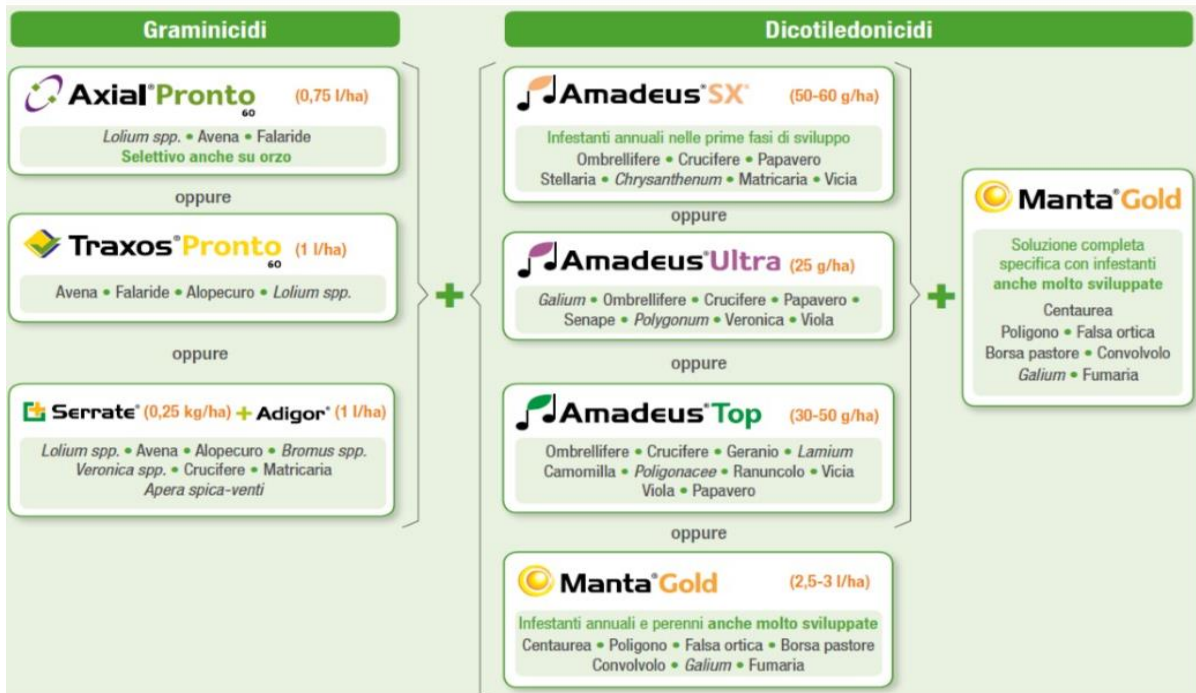 Graminicidi
Axial® Pronto 60 (0,75 l/ha)
Lolium spp. • Avena • Falaride
Selettivo anche su orzo
oppure
Traxos® Pronto 60 (1 l/ha)
Avena • Falaride • Alopecuro • Lolium spp.
oppure
Serrate® (0,25 kg/ha) + Adigor® (1 l/ha)
Lolium spp. • Avena • Alopecuro • Bromus spp.
Veronica spp. • Crucifere • Matricaria
Apera spica-venti
+
Dicotiledonicidi
Amadeus® SX® (50-60 g/ha)
Infestanti annuali nelle prime fasi di sviluppo
Ombrellifere • Crucifere • Papavero
Stellaria • Chrysanthenum • Matricaria • Vicia
oppure
Amadeus® Ultra (25 g/ha)
Galium • Ombrellifere • Crucifere • Papavero •
Senape • Polygonum • Veronica • Viola
oppure
Amadeus® Top (30-50 g/ha)
Ombrellifere • Crucifere • Geranio • Lamium
Camomilla • Poligonacee • Ranuncolo • Vicia
Viola • Papavero
oppure
Manta® Gold (2,5-3 l/ha)
Infestanti annuali e perenni anche molto sviluppate
Centaurea • Poligono • Falsa ortica • Borsa pastore
Convolvolo • Galium • Fumaria
+
Manta® Gold
Soluzione completa
specifica con infestanti
anche molto sviluppate
Centaurea
Poligono • Falsa ortica
Borsa pastore • Convolvolo
Galium • Fumaria